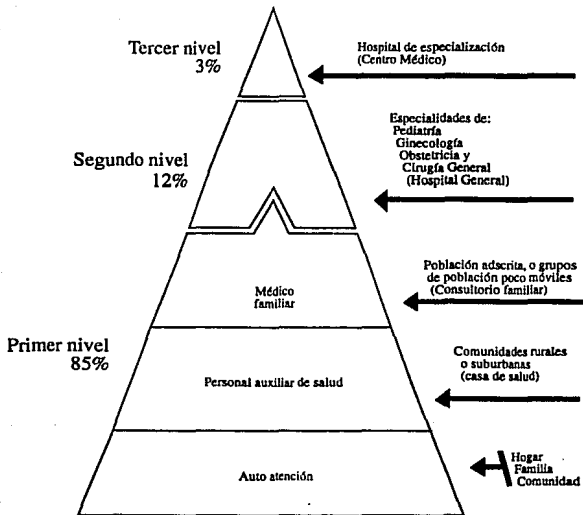 Tercer nivel
3%
Hospital de especialización
(Centro Médico)
Especialidades de:
Pediatría
Ginecología
Obstetricia y
Cirugía General
(Hospital General)
Segundo nivel
12%
Población adscrita, o grupos
de población poco móviles
(Consultorio familiar)
Médico
familiar
Primer nivel
85%
Comunidades rurales
o suburbanas
(casa de salud)
Personal auxiliar de salud
Hogar
Familia
Comunidad
Auto atención